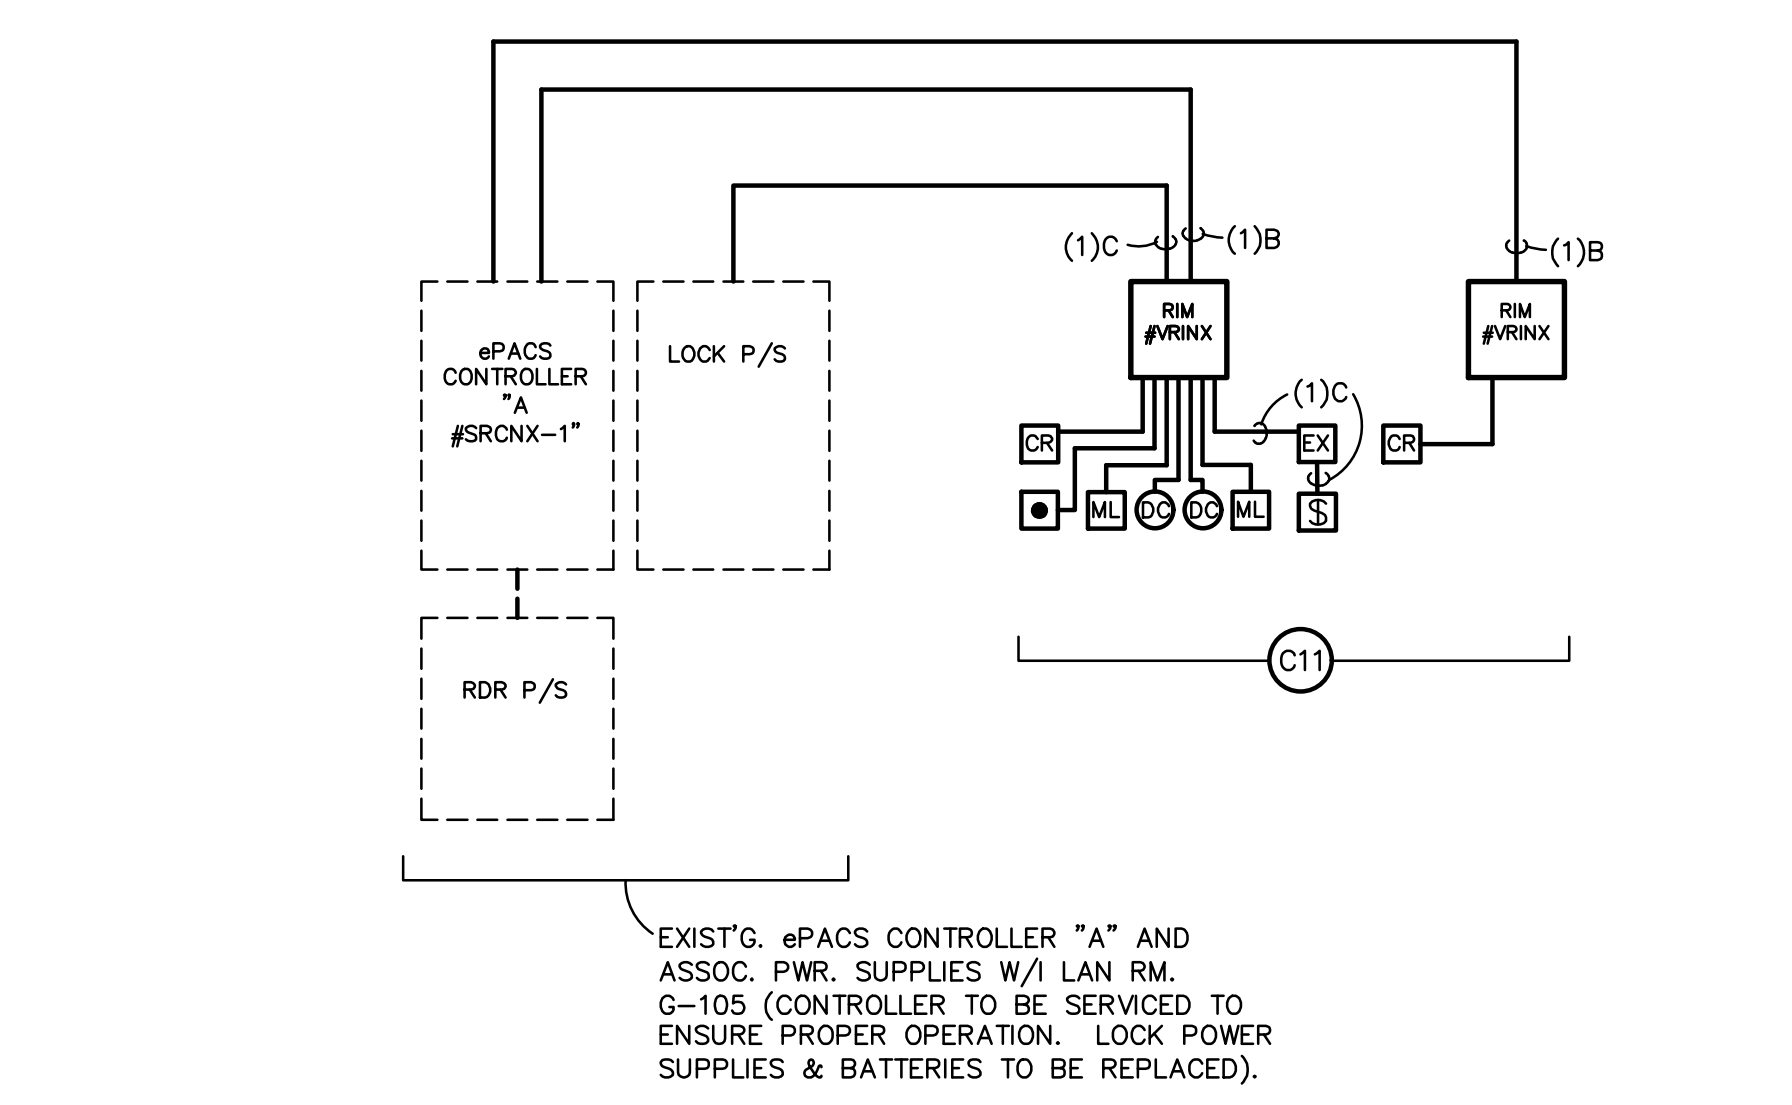 (1)C
(1)B
(1)B
ePACS
CONTROLLER
"A
#SRCNX-1"
LOCK P/S
RIM
#VRINX
RIM
#VRINX
(1)C
CR
EX
CR
ML
DC
DC
ML
$
C11
RDR P/S
EXIST'G. ePACS CONTROLLER "A" AND
ASSOC. PWR. SUPPLIES W/I LAN RM.
G-105 (CONTROLLER TO BE SERVICED TO
ENSURE PROPER OPERATION. LOCK POWER
SUPPLIES & BATTERIES TO BE REPLACED).